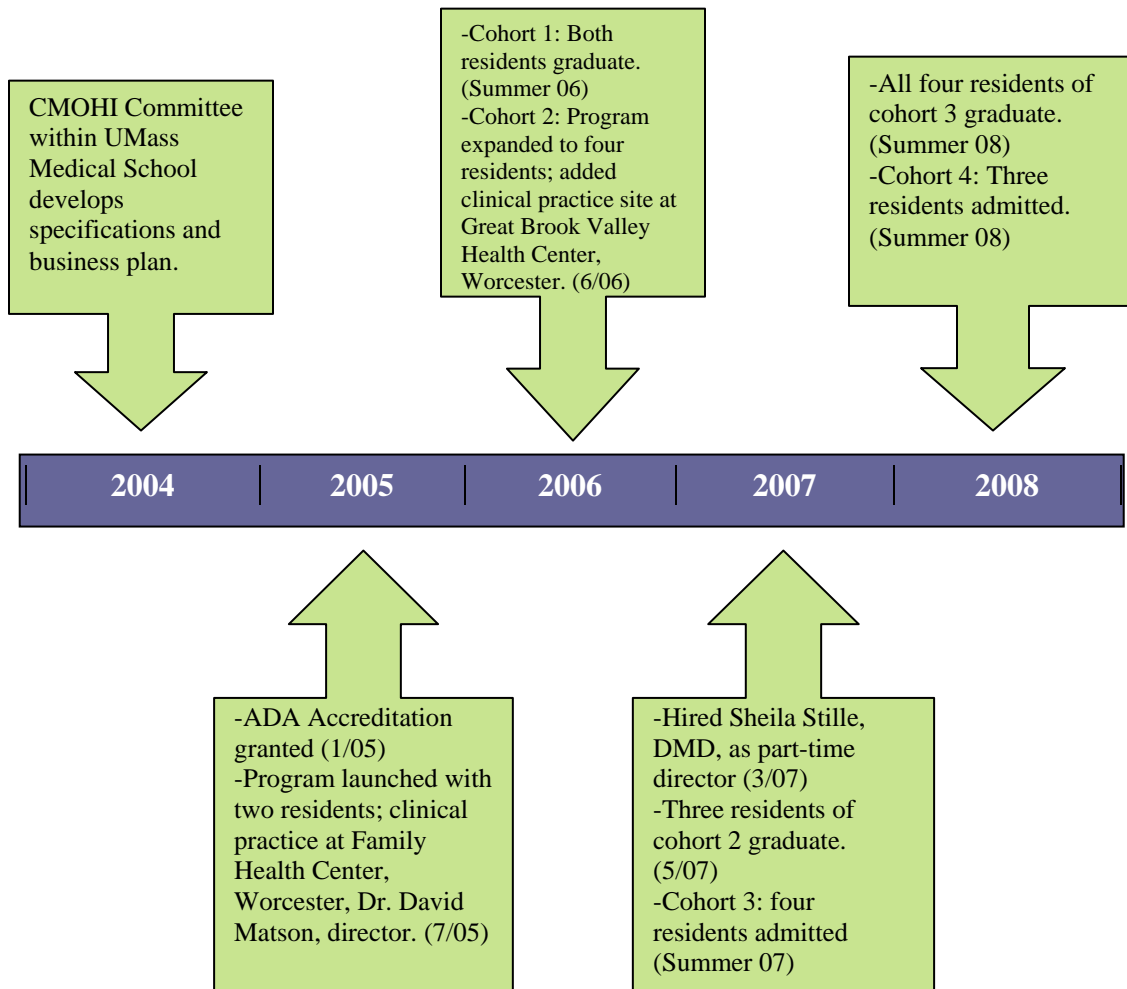 CMOHI Committee
within UMass
Medical School
develops
specifications and
business plan.
-Cohort 1: Both
residents graduate.
(Summer 06)
-Cohort 2: Program
expanded to four
residents; added
clinical practice site at
Great Brook Valley
Health Center,
Worcester. (6/06)
-All four residents of
cohort 3 graduate.
(Summer 08)
-Cohort 4: Three
residents admitted.
(Summer 08)
2004 2005 2006 2007 2008
-ADA Accreditation
granted (1/05)
-Program launched with
two residents; clinical
practice at Family
Health Center,
Worcester, Dr. David
Matson, director. (7/05)
-Hired Sheila Stille,
DMD, as part-time
director (3/07)
-Three residents of
cohort 2 graduate.
(5/07)
-Cohort 3: four
residents admitted
(Summer 07)